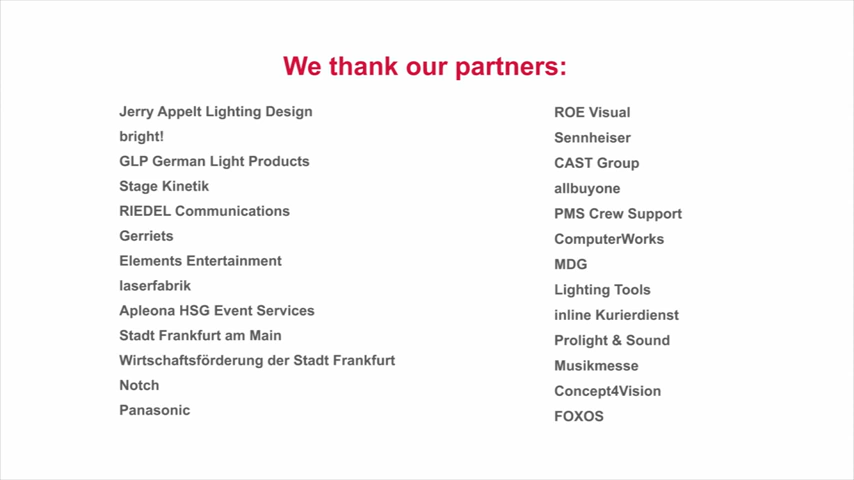 We thank our partners:
Jerry Appelt Lighting Design
bright!
GLP German Light Products
Stage Kinetik
RIEDEL Communications
Gerriets
Elements Entertainment
laserfabrik
Apleona HSG Event Services
Stadt Frankfurt am Main
Wirtschaftsförderung der Stadt Frankfurt
Notch
Panasonic
ROE Visual
Sennheiser
CAST Group
allbuyone
PMS Crew Support
ComputerWorks
MDG
Lighting Tools
inline Kurierdienst
Prolight & Sound
Musikmesse
Concept4Vision
FOXOS